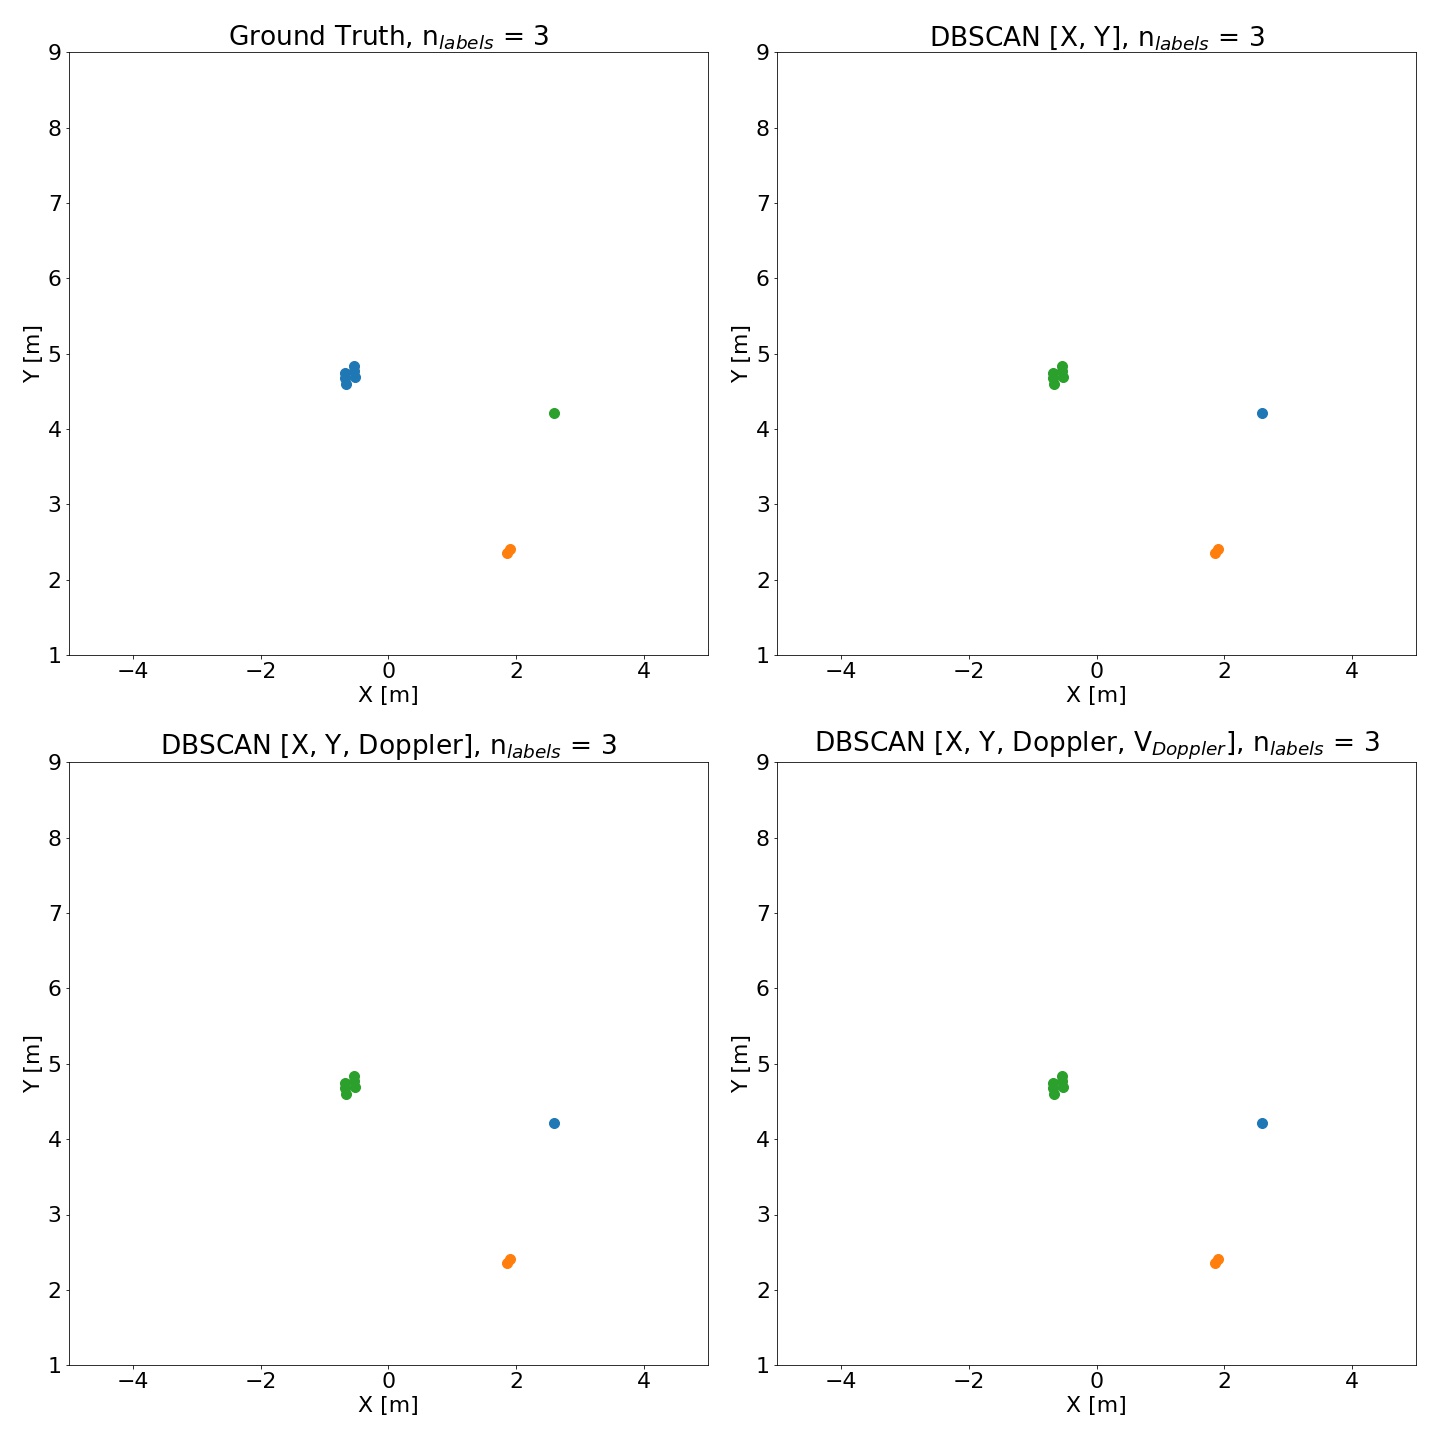 Ground Truth, n_labels = 3
9
8
7
6
5
4
3
2
1
Y [m]
−4 −2 0 2 4
X [m]
DBSCAN [X, Y], n_labels = 3
9
8
7
6
5
4
3
2
1
Y [m]
−4 −2 0 2 4
X [m]
DBSCAN [X, Y, Doppler], n_labels = 3
9
8
7
6
5
4
3
2
1
Y [m]
−4 −2 0 2 4
X [m]
DBSCAN [X, Y, Doppler, V_Doppler], n_labels = 3
9
8
7
6
5
4
3
2
1
Y [m]
−4 −2 0 2 4
X [m]